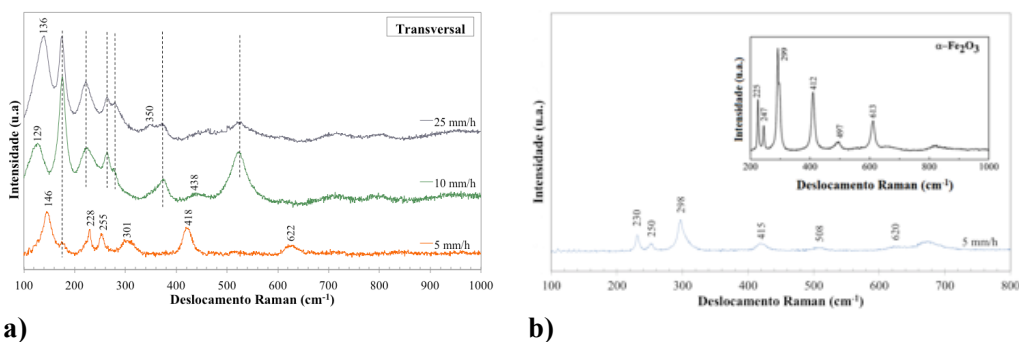 Transversal
136
350
25 mm/h
129
438
10 mm/h
146
228
255
301
418
622
5 mm/h
Intensidade (u.a)
100 200 300 400 500 600 700 800 900 1000
Deslocamento Raman (cm-1)
a)
α-Fe2O3
225
247
299
412
497
613
Intensidade (u.a.)
200 400 600 800 1000
Deslocamento Raman (cm-1)
230
250
298
415
508
620
5 mm/h
Intensidade (u.a.)
100 200 300 400 500 600 700 800
Deslocamento Raman (cm-1)
b)